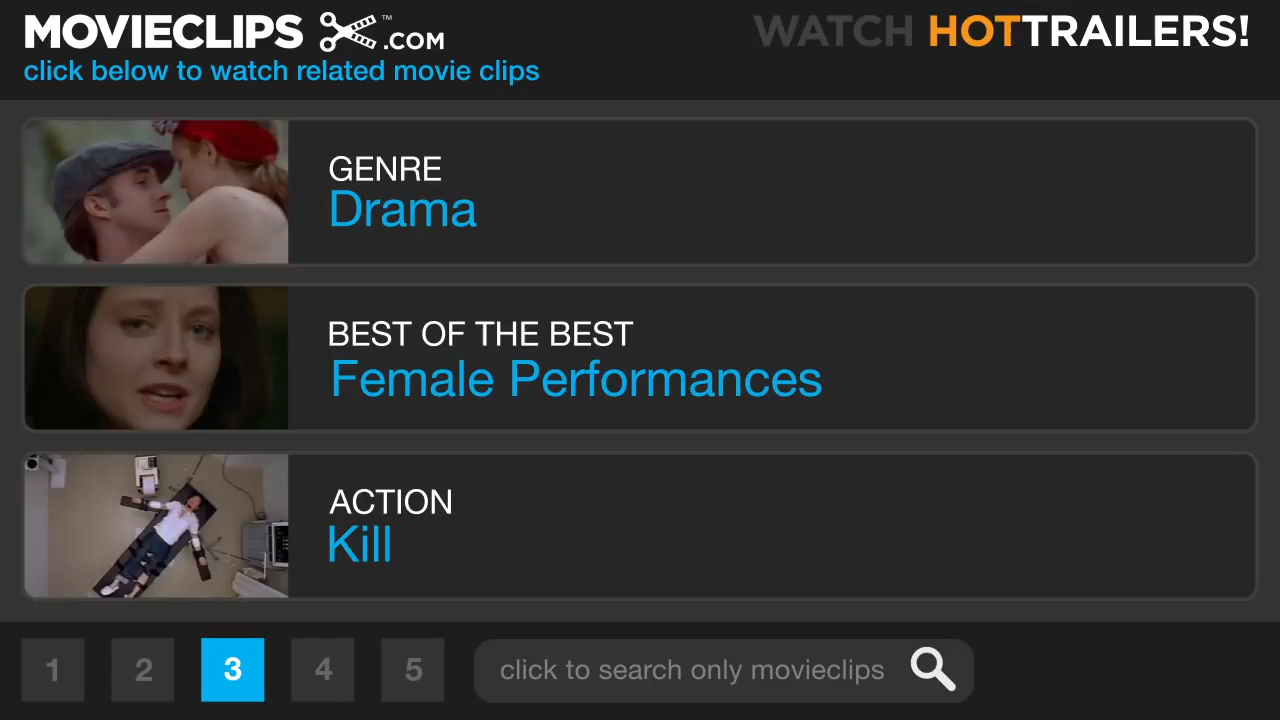 MOVIECLIPS ™.COM
WATCH HOTTRAILERS!
click below to watch related movie clips
GENRE
Drama
BEST OF THE BEST
Female Performances
ACTION
Kill
1 2 3 4 5 click to search only movieclips